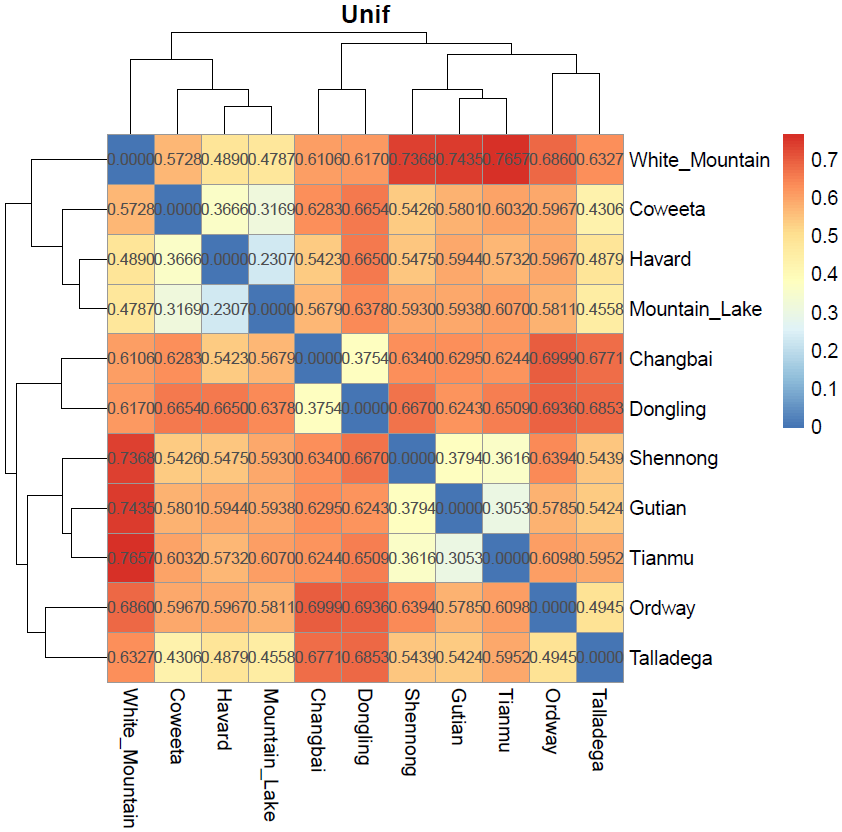 Unif
0.0000 0.5728 0.4890 0.4787 0.6106 0.6170 0.7368 0.7435 0.7657 0.6860 0.6327 White_Mountain
0.5728 0.0000 0.3666 0.3169 0.6283 0.6654 0.5426 0.5801 0.6032 0.5967 0.4306 Coweeta
0.4890 0.3666 0.0000 0.2307 0.5423 0.6650 0.5475 0.5944 0.5732 0.5967 0.4879 Havard
0.4787 0.3169 0.2307 0.0000 0.5679 0.6378 0.5930 0.5938 0.6070 0.5811 0.4558 Mountain_Lake
0.6106 0.6283 0.5423 0.5679 0.0000 0.3754 0.6340 0.6295 0.6244 0.6999 0.6771 Changbai
0.6170 0.6654 0.6650 0.6378 0.3754 0.0000 0.6670 0.6243 0.6509 0.6936 0.6853 Dongling
0.7368 0.5426 0.5475 0.5930 0.6340 0.6670 0.0000 0.3794 0.3616 0.6394 0.5439 Shennong
0.7435 0.5801 0.5944 0.5938 0.6295 0.6243 0.3794 0.0000 0.3053 0.5785 0.5424 Gutian
0.7657 0.6032 0.5732 0.6070 0.6244 0.6509 0.3616 0.3053 0.0000 0.6098 0.5952 Tianmu
0.6860 0.5967 0.5967 0.5811 0.6999 0.6936 0.6394 0.5785 0.6098 0.0000 0.4945 Ordway
0.6327 0.4306 0.4879 0.4558 0.6771 0.6853 0.5439 0.5424 0.5952 0.4945 0.0000 Talladega
White_Mountain
Coweeta
Havard
Mountain_Lake
Changbai
Dongling
Shennong
Gutian
Tianmu
Ordway
Talladega
0.7
0.6
0.5
0.4
0.3
0.2
0.1
0